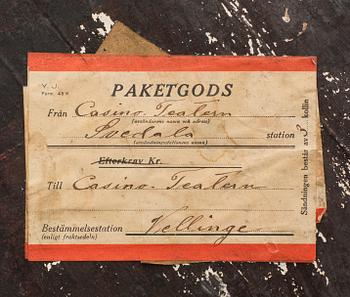 V. J.
Form. 43 R
PAKETGODS
Från Casino-Teatern
(avsändarens namn och adress)
Svedala station
(avsändningsstationens namn)
Efterkrav Kr.
Till Casino-Teatern
Bestämmelsestation Vellinge
(enligt fraktsedeln)
Sändningen består av 3 kollin